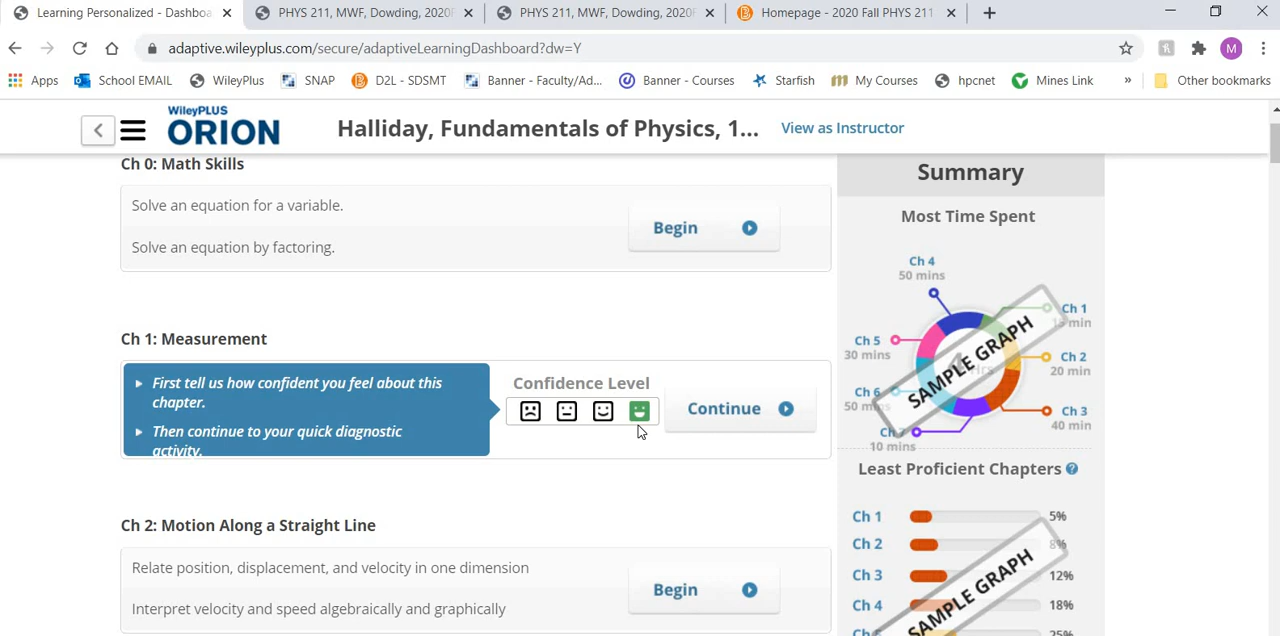 Learning Personalized - Dashboa
PHYS 211, MWF, Dowding, 2020F
PHYS 211, MWF, Dowding, 2020F
Homepage - 2020 Fall PHYS 211
adaptive.wileyplus.com/secure/adaptiveLearningDashboard?dw=Y
M
Apps
School EMAIL
WileyPlus
SNAP
D2L - SDSMT
Banner - Faculty/Ad...
Banner - Courses
Starfish
My Courses
hpcnet
Mines Link
»
Other bookmarks
WileyPLUS
ORION
Halliday, Fundamentals of Physics, 1...
View as Instructor
Ch 0: Math Skills
Solve an equation for a variable.
Solve an equation by factoring.
Begin
Ch 1: Measurement
First tell us how confident you feel about this
chapter.
Then continue to your quick diagnostic
activity.
Confidence Level
Continue
Ch 2: Motion Along a Straight Line
Relate position, displacement, and velocity in one dimension
Interpret velocity and speed algebraically and graphically
Begin
Summary
Most Time Spent
Ch 4
50 mins
Ch 1
min
Ch 5
30 mins
Ch 2
20 min
Ch 6
50 mins
Ch 3
40 min
10 mins
Hrs
SAMPLE GRAPH
Least Proficient Chapters ?
Ch 1
5%
Ch 2
8%
Ch 3
12%
Ch 4
18%
25%
SAMPLE GRAPH